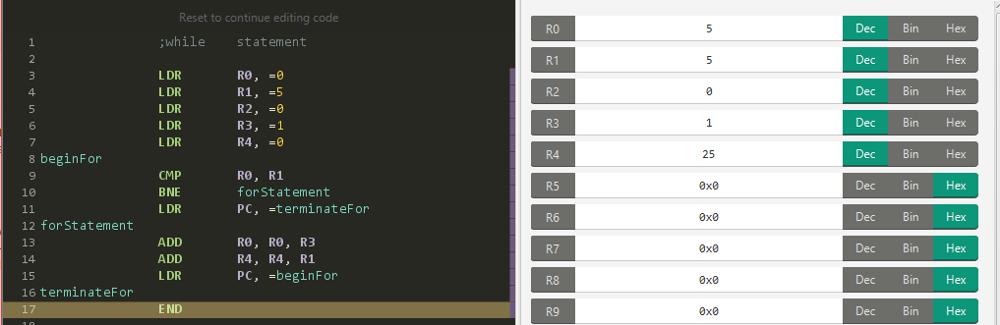 Reset to continue editing code
1 ;while statement
2
3 LDR R0, =0
4 LDR R1, =5
5 LDR R2, =0
6 LDR R3, =1
7 LDR R4, =0
8 beginFor
9 CMP R0, R1
10 BNE forStatement
11 LDR PC, =terminateFor
12 forStatement
13 ADD R0, R0, R3
14 ADD R4, R4, R1
15 LDR PC, =beginFor
16 terminateFor
17 END
18
R0 5 Dec Bin Hex
R1 5 Dec Bin Hex
R2 0 Dec Bin Hex
R3 1 Dec Bin Hex
R4 25 Dec Bin Hex
R5 0x0 Dec Bin Hex
R6 0x0 Dec Bin Hex
R7 0x0 Dec Bin Hex
R8 0x0 Dec Bin Hex
R9 0x0 Dec Bin Hex